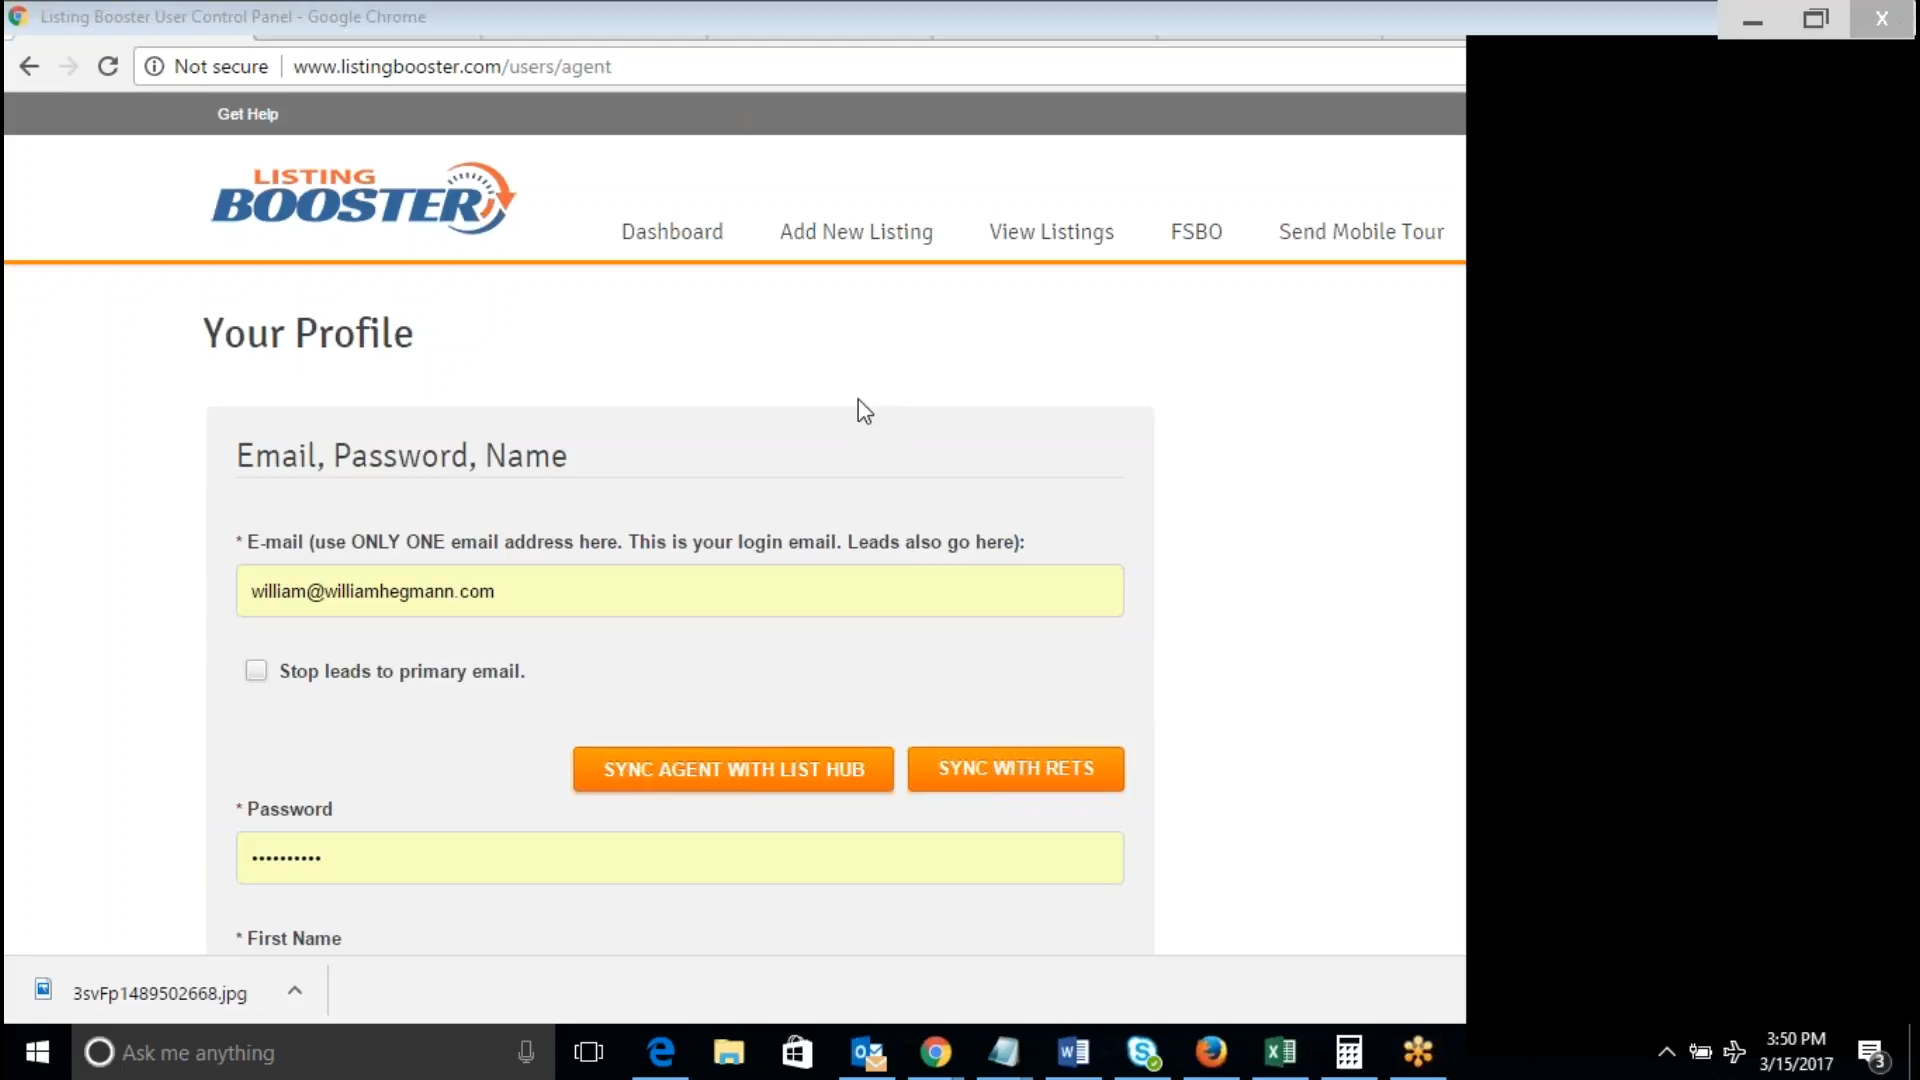 Listing Booster User Control Panel - Google Chrome
Not secure www.listingbooster.com/users/agent
Get Help
LISTING
BOOSTER
Dashboard Add New Listing View Listings FSBO Send Mobile Tour
Your Profile
Email, Password, Name
* E-mail (use ONLY ONE email address here. This is your login email. Leads also go here):
william@williamhegmann.com
Stop leads to primary email.
SYNC AGENT WITH LIST HUB SYNC WITH RETS
* Password
••••••••••
* First Name
3svFp1489502668.jpg
Ask me anything
3:50 PM
3/15/2017
3